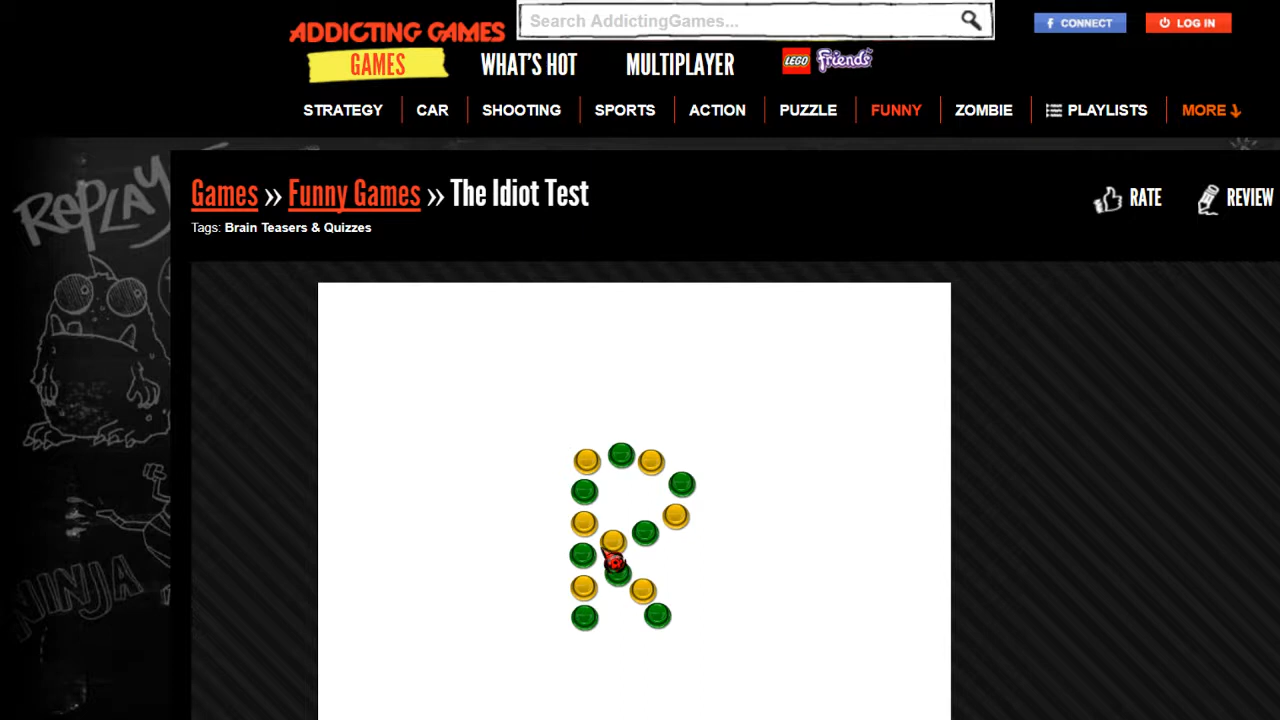 ADDICTING GAMES
Search AddictingGames...
CONNECT
LOG IN
GAMES
WHAT'S HOT
MULTIPLAYER
LEGO Friends
STRATEGY
CAR
SHOOTING
SPORTS
ACTION
PUZZLE
FUNNY
ZOMBIE
PLAYLISTS
MORE
REPLAY
Games » Funny Games » The Idiot Test
RATE
REVIEW
Tags: Brain Teasers & Quizzes
R
NINJA